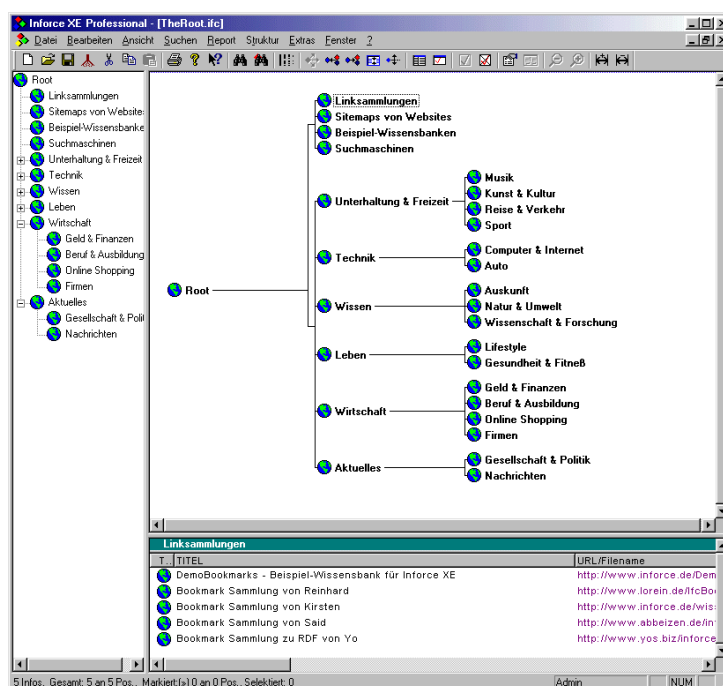 Inforce XE Professional - [TheRoot.ifc]
Datei Bearbeiten Ansicht Suchen Report Struktur Extras Fenster ?
Root
Linksammlungen
Sitemaps von Website
Beispiel-Wissensbanke
Suchmaschinen
Unterhaltung & Freizeit
Technik
Wissen
Leben
Wirtschaft
Geld & Finanzen
Beruf & Ausbildung
Online Shopping
Firmen
Aktuelles
Gesellschaft & Polit
Nachrichten
Root
Linksammlungen
Sitemaps von Websites
Beispiel-Wissensbanken
Suchmaschinen
Unterhaltung & Freizeit
Musik
Kunst & Kultur
Reise & Verkehr
Sport
Technik
Computer & Internet
Auto
Wissen
Auskunft
Natur & Umwelt
Wissenschaft & Forschung
Leben
Lifestyle
Gesundheit & Fitneß
Wirtschaft
Geld & Finanzen
Beruf & Ausbildung
Online Shopping
Firmen
Aktuelles
Gesellschaft & Politik
Nachrichten
Linksammlungen
T.. TITEL URL/Filename
DemoBookmarks - Beispiel-Wissensbank für Inforce XE http://www.inforce.de/Dem
Bookmark Sammlung von Reinhard http://www.lorein.de/IfcBo
Bookmark Sammlung von Kirsten http://www.inforce.de/wis
Bookmark Sammlung von Said http://www.abbeizen.de/in
Bookmark Sammlung zu RDF von Yo http://www.yos.biz/inforce
5 Infos, Gesamt: 5 an 5 Pos., Markiert:(») 0 an 0 Pos., Selektiert: 0 Admin NUM